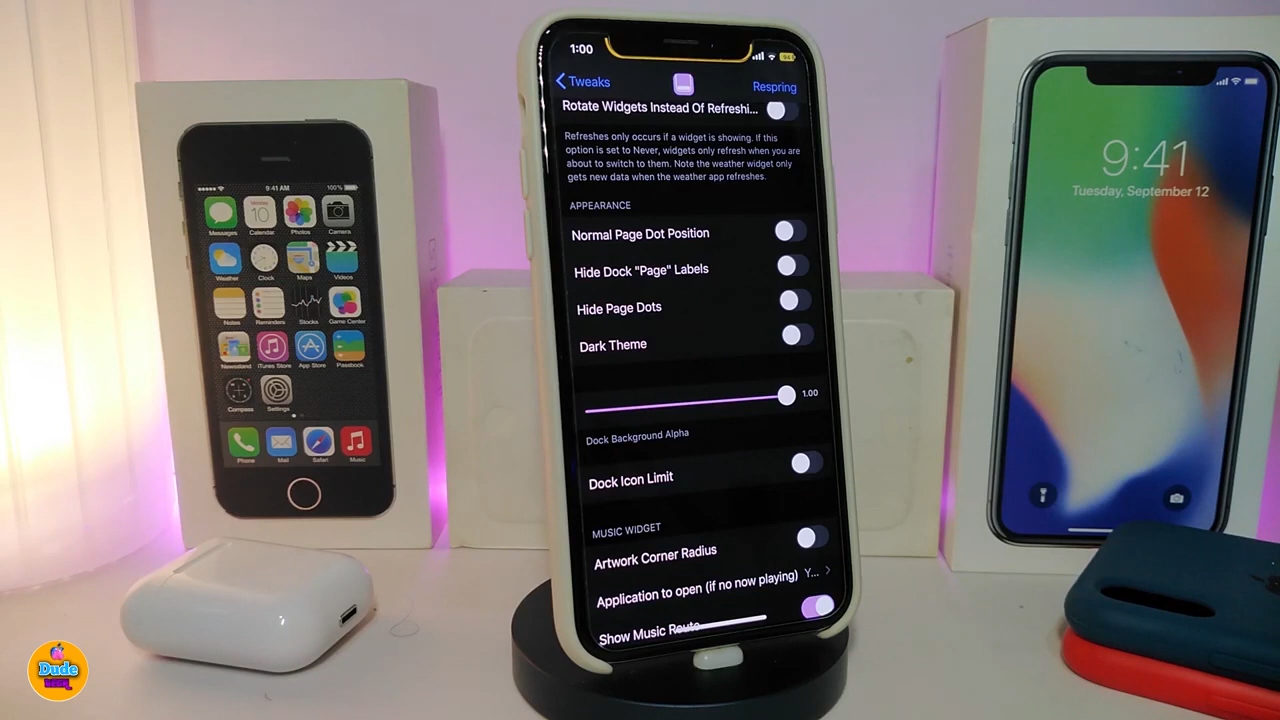 1:00
Tweaks
Respring
Rotate Widgets Instead Of Refreshi...
Refreshes only occurs if a widget is showing. If this
option is set to Never, widgets only refresh when you are
about to switch to them. Note the weather widget only
gets new data when the weather app refreshes.
APPEARANCE
Normal Page Dot Position
Hide Dock "Page" Labels
Hide Page Dots
Dark Theme
1.00
Dock Background Alpha
Dock Icon Limit
MUSIC WIDGET
Artwork Corner Radius
Application to open (if no now playing) Y...
Show Music Route
9:41 AM 100%
Messages Calendar Photos Camera
Weather Clock Maps Videos
Notes Reminders Stocks Game Center
Newsstand iTunes Store App Store Passbook
Compass Settings
Phone Mail Safari Music
Monday
10
9:41
Tuesday, September 12
Dude